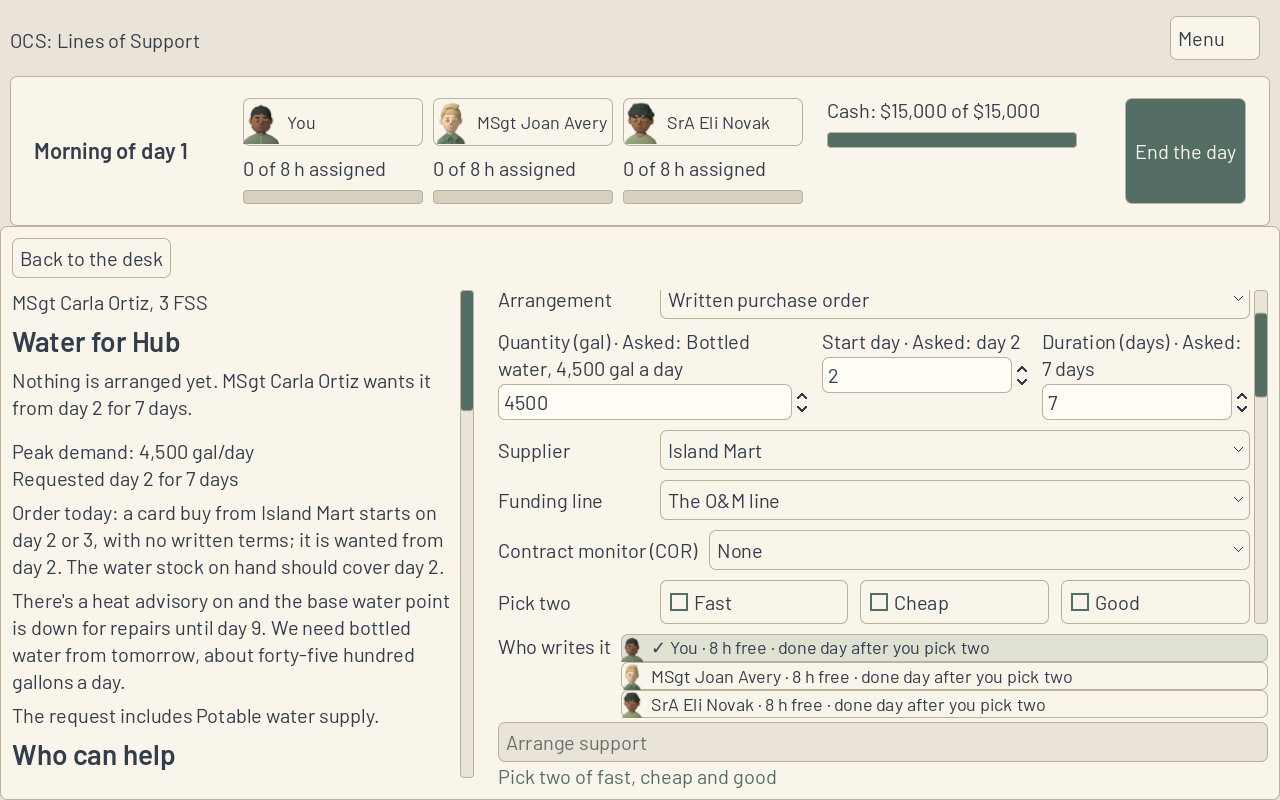 OCS: Lines of Support
Menu
Morning of day 1
You
0 of 8 h assigned
MSgt Joan Avery
0 of 8 h assigned
SrA Eli Novak
0 of 8 h assigned
Cash: $15,000 of $15,000
End the day
Back to the desk
MSgt Carla Ortiz, 3 FSS
Water for Hub
Nothing is arranged yet. MSgt Carla Ortiz wants it
from day 2 for 7 days.
Peak demand: 4,500 gal/day
Requested day 2 for 7 days
Order today: a card buy from Island Mart starts on
day 2 or 3, with no written terms; it is wanted from
day 2. The water stock on hand should cover day 2.
There's a heat advisory on and the base water point
is down for repairs until day 9. We need bottled
water from tomorrow, about forty-five hundred
gallons a day.
The request includes Potable water supply.
Who can help
Arrangement
Written purchase order
Quantity (gal) · Asked: Bottled
water, 4,500 gal a day
4500
Start day · Asked: day 2
2
Duration (days) · Asked:
7 days
7
Supplier
Island Mart
Funding line
The O&M line
Contract monitor (COR)
None
Pick two
Fast
Cheap
Good
Who writes it
✓ You · 8 h free · done day after you pick two
MSgt Joan Avery · 8 h free · done day after you pick two
SrA Eli Novak · 8 h free · done day after you pick two
Arrange support
Pick two of fast, cheap and good